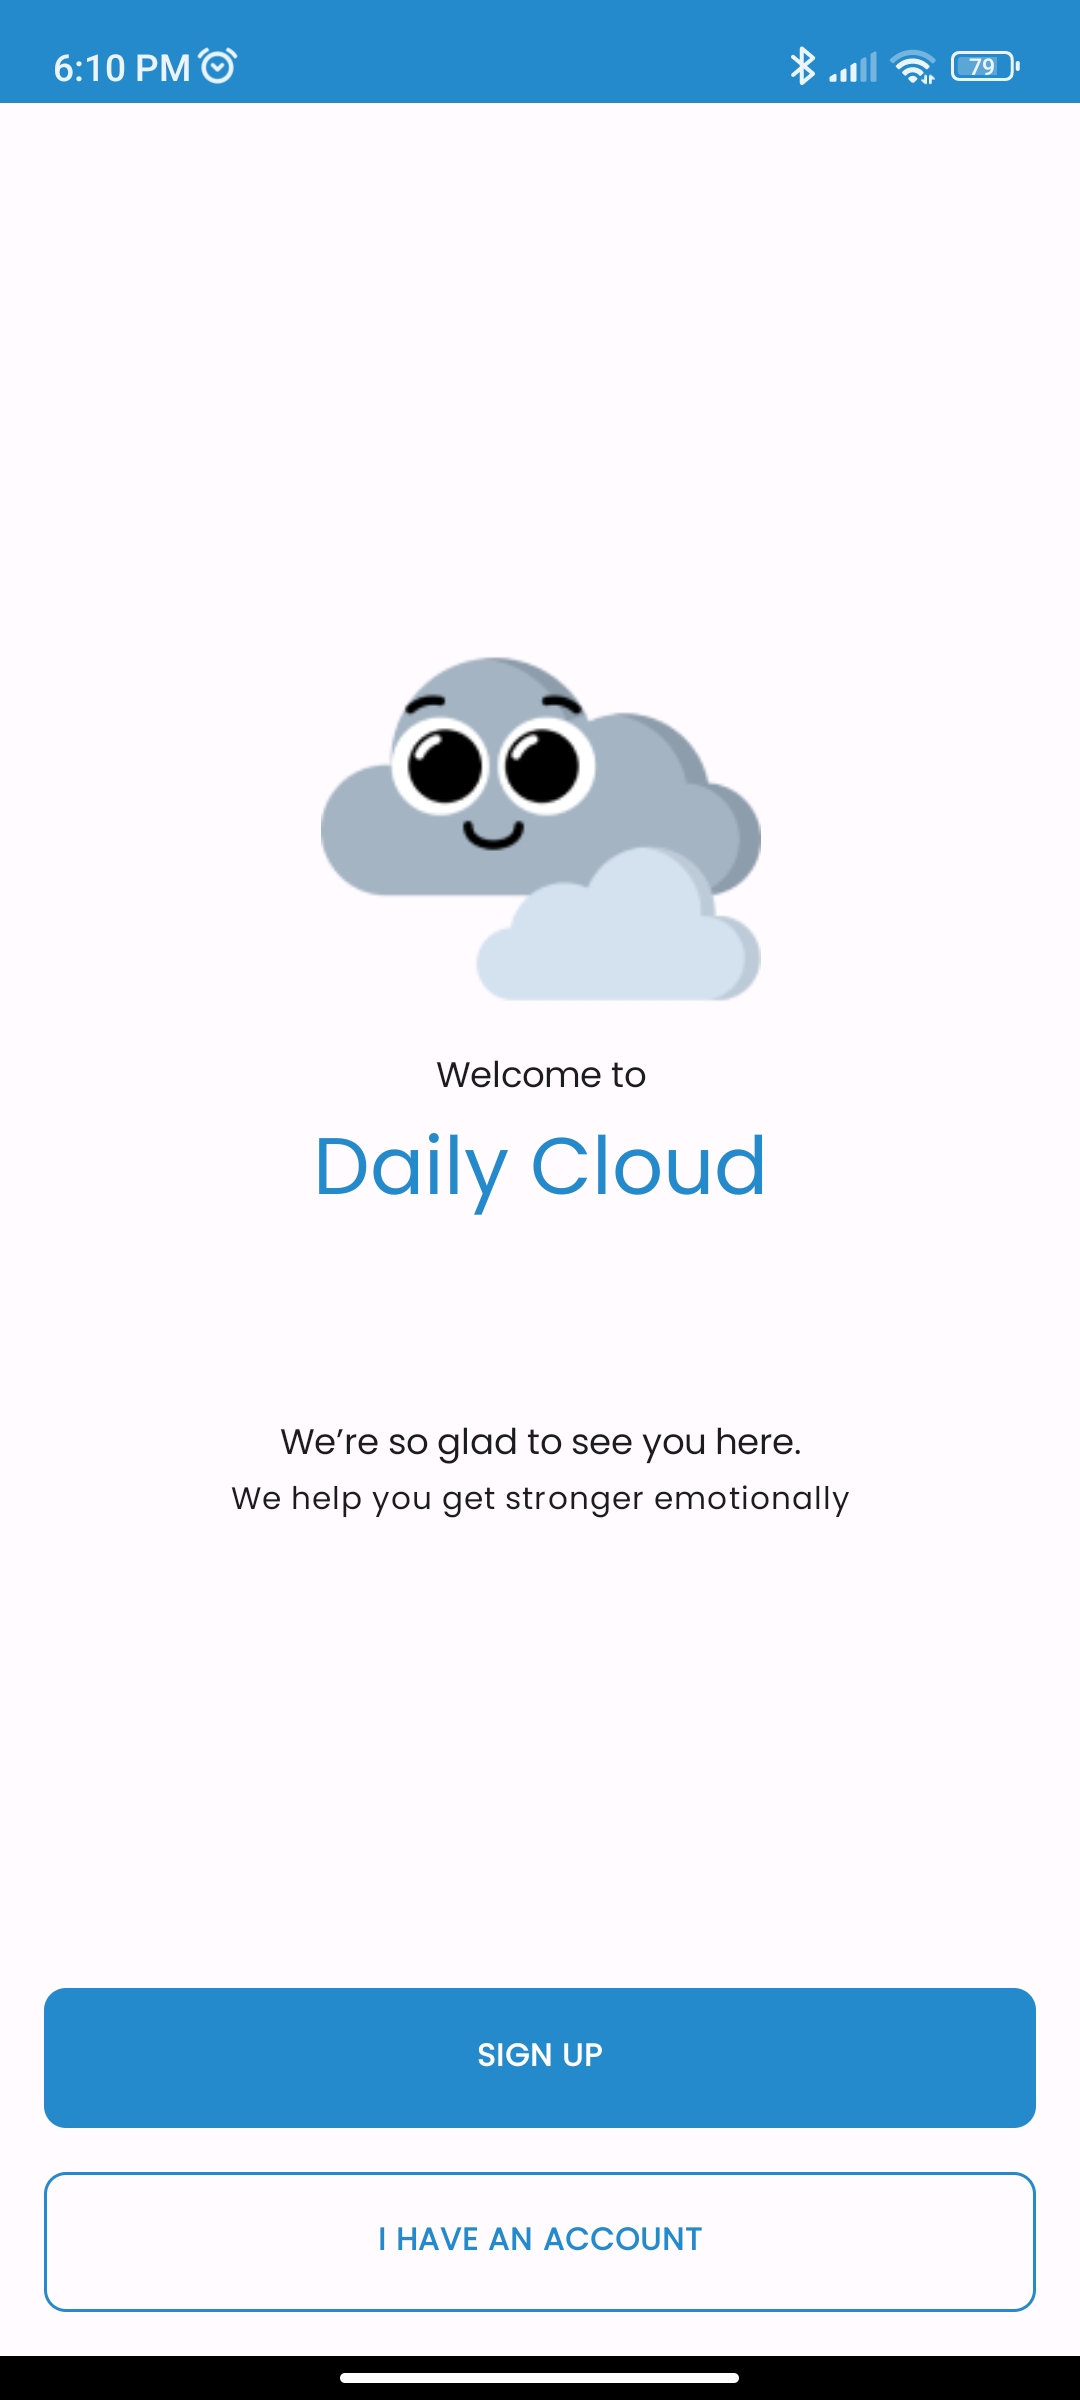 6:10 PM
79
Welcome to
Daily Cloud
We’re so glad to see you here.
We help you get stronger emotionally
SIGN UP
I HAVE AN ACCOUNT